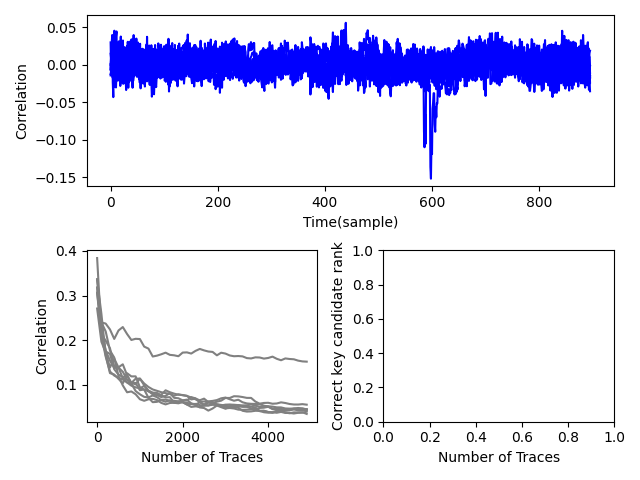 0.05
0.00
−0.05
−0.10
−0.15
Correlation
0 200 400 600 800
Time(sample)
0.4
0.3
0.2
0.1
Correlation
0 2000 4000
Number of Traces
1.0
0.8
0.6
0.4
0.2
0.0
Correct key candidate rank
0.0 0.2 0.4 0.6 0.8 1.0
Number of Traces